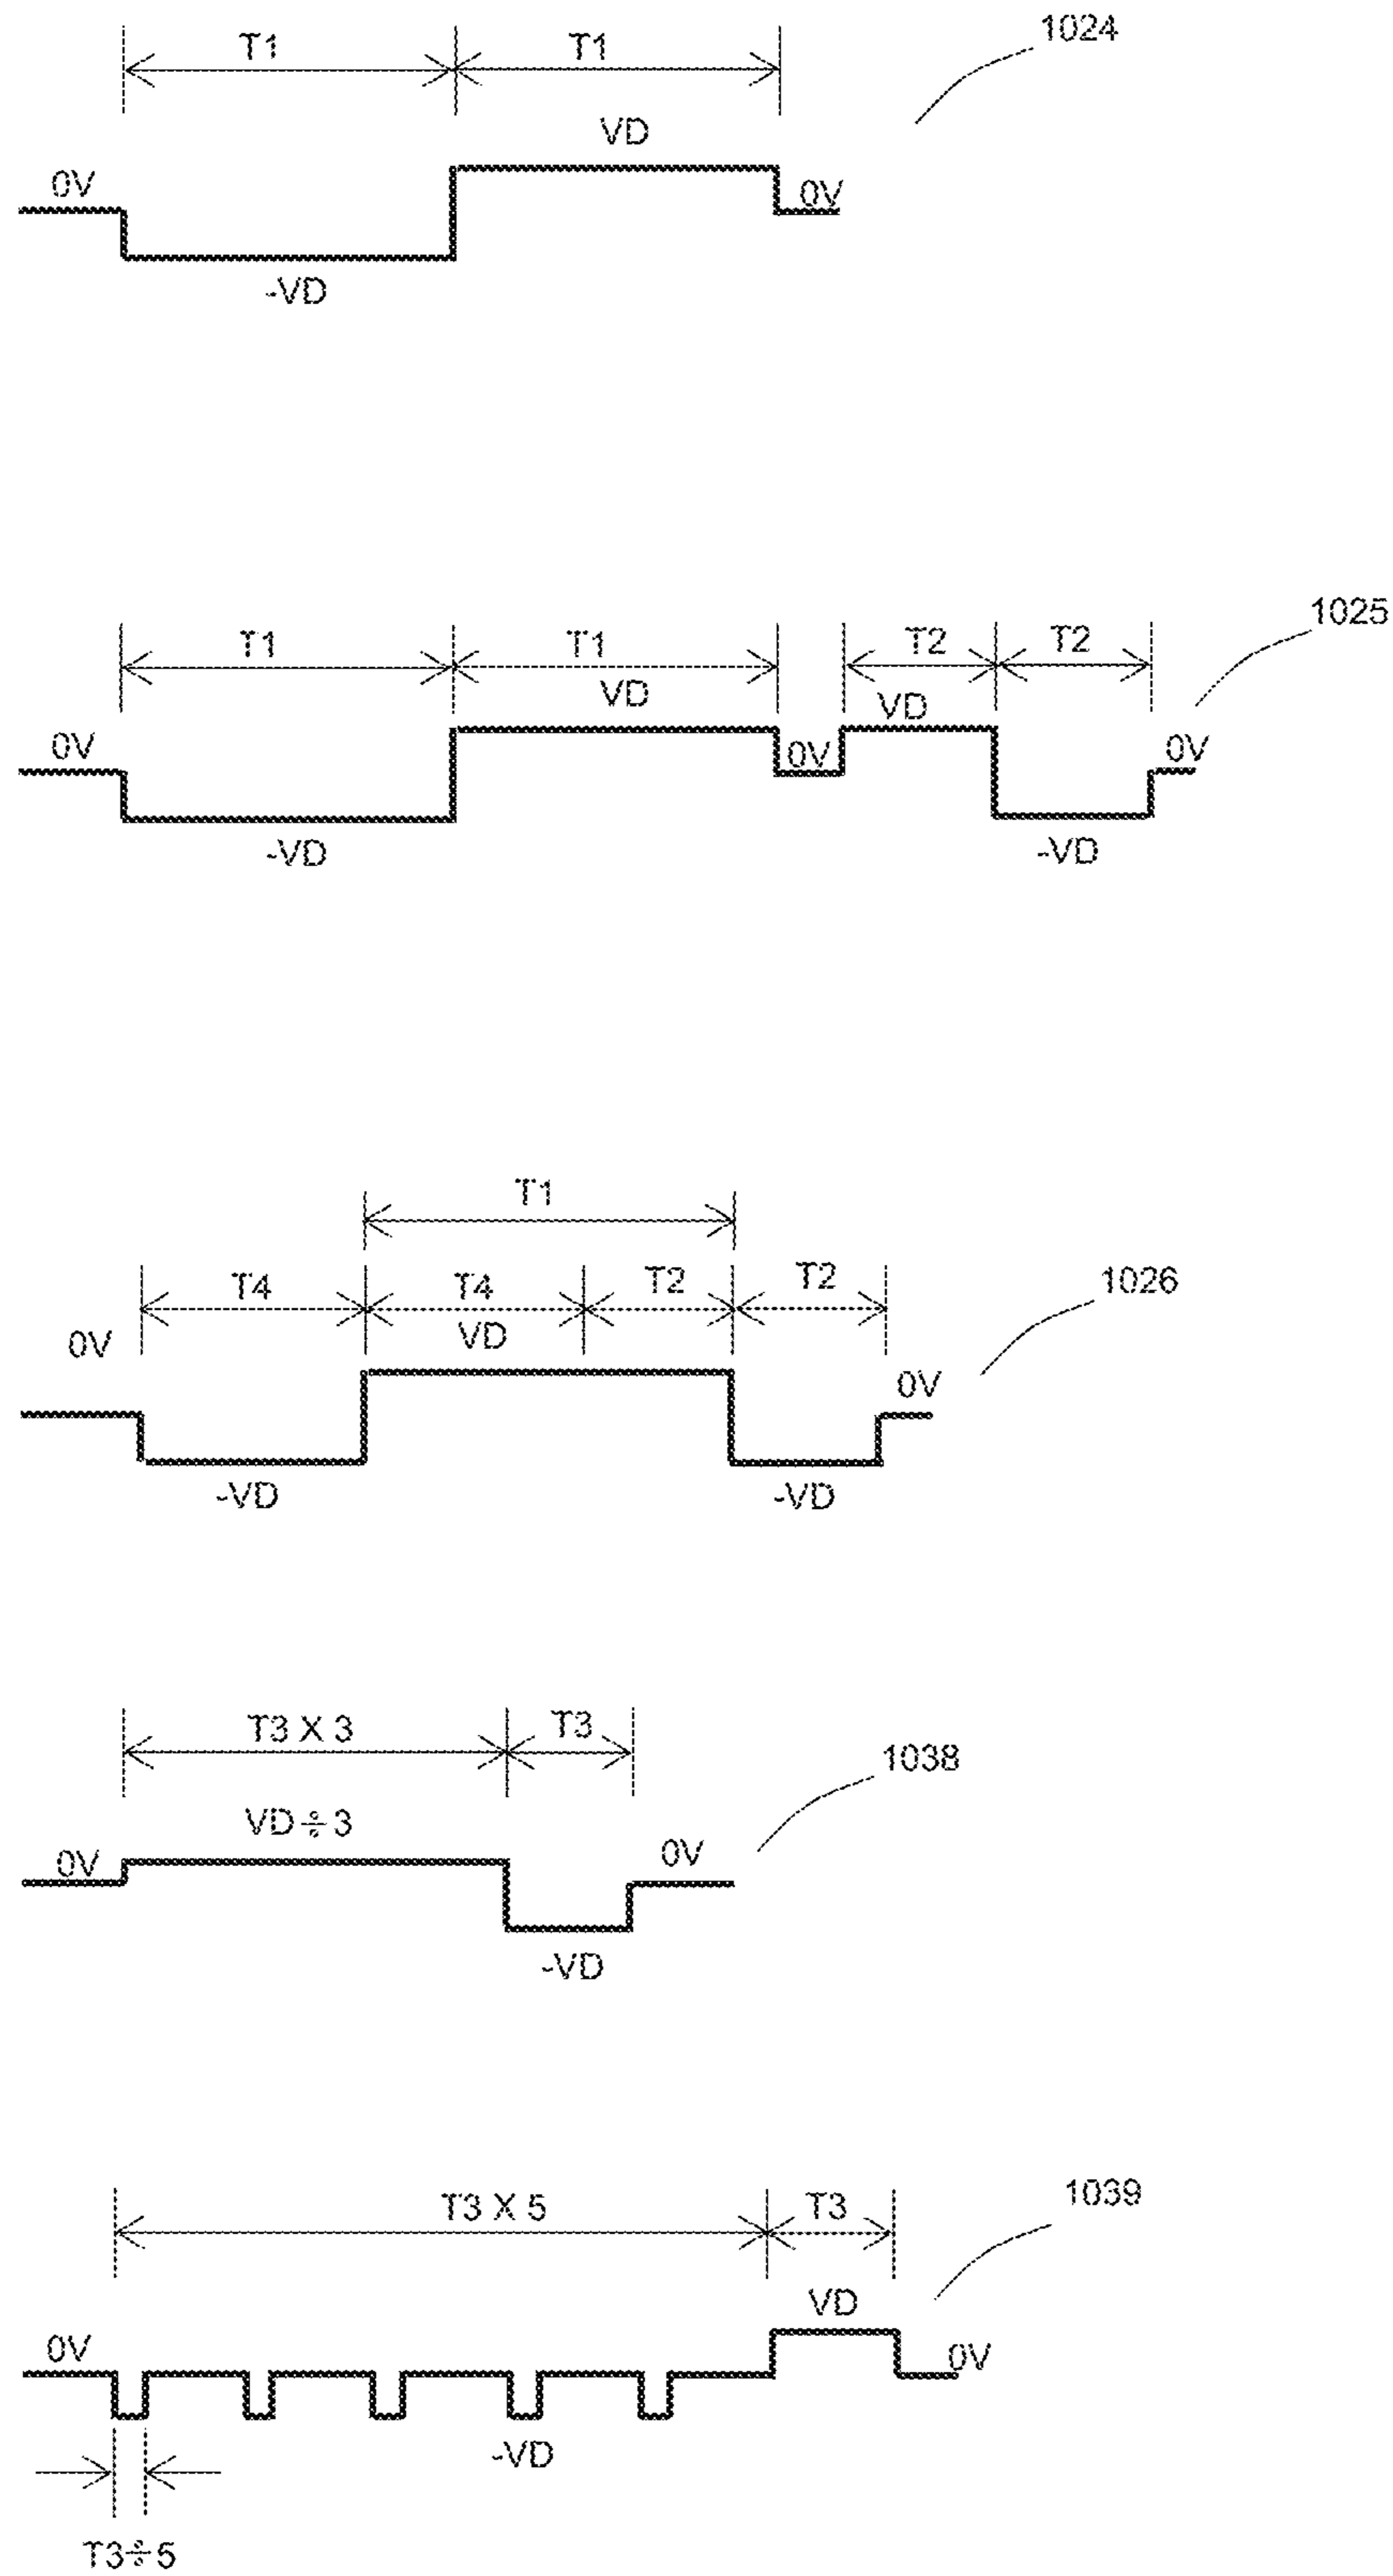 1024
T1 T1
VD
0V 0V
-VD
1025
T1 T1 T2 T2
VD VD
0V 0V 0V
-VD -VD
T1
1026
T4 T4 T2 T2
0V VD
0V
-VD -VD
T3 X 3 T3
1038
VD÷3
0V 0V
-VD
1039
T3 X 5 T3
VD
0V 0V
-VD
T3÷5